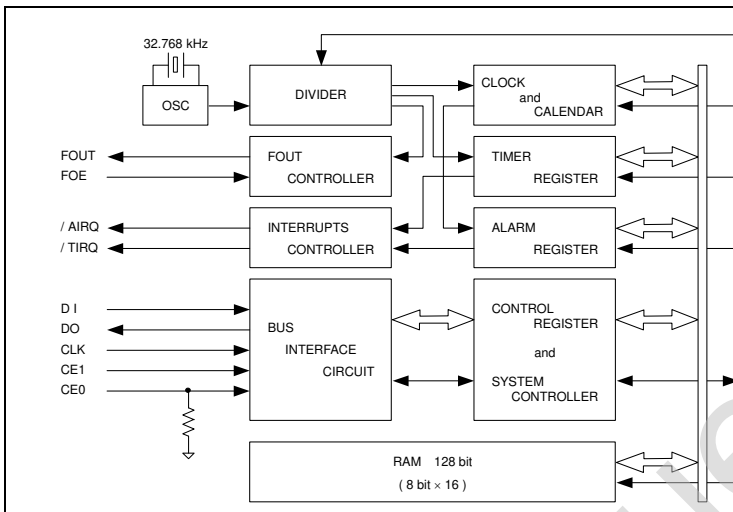 32.768 kHz
OSC
DIVIDER
CLOCK
and
CALENDAR
FOUT
FOE
FOUT
CONTROLLER
TIMER
REGISTER
/ AIRQ
/ TIRQ
INTERRUPTS
CONTROLLER
ALARM
REGISTER
D I
DO
CLK
CE1
CE0
BUS
INTERFACE
CIRCUIT
CONTROL
REGISTER
and
SYSTEM
CONTROLLER
RAM 128 bit
( 8 bit × 16 )